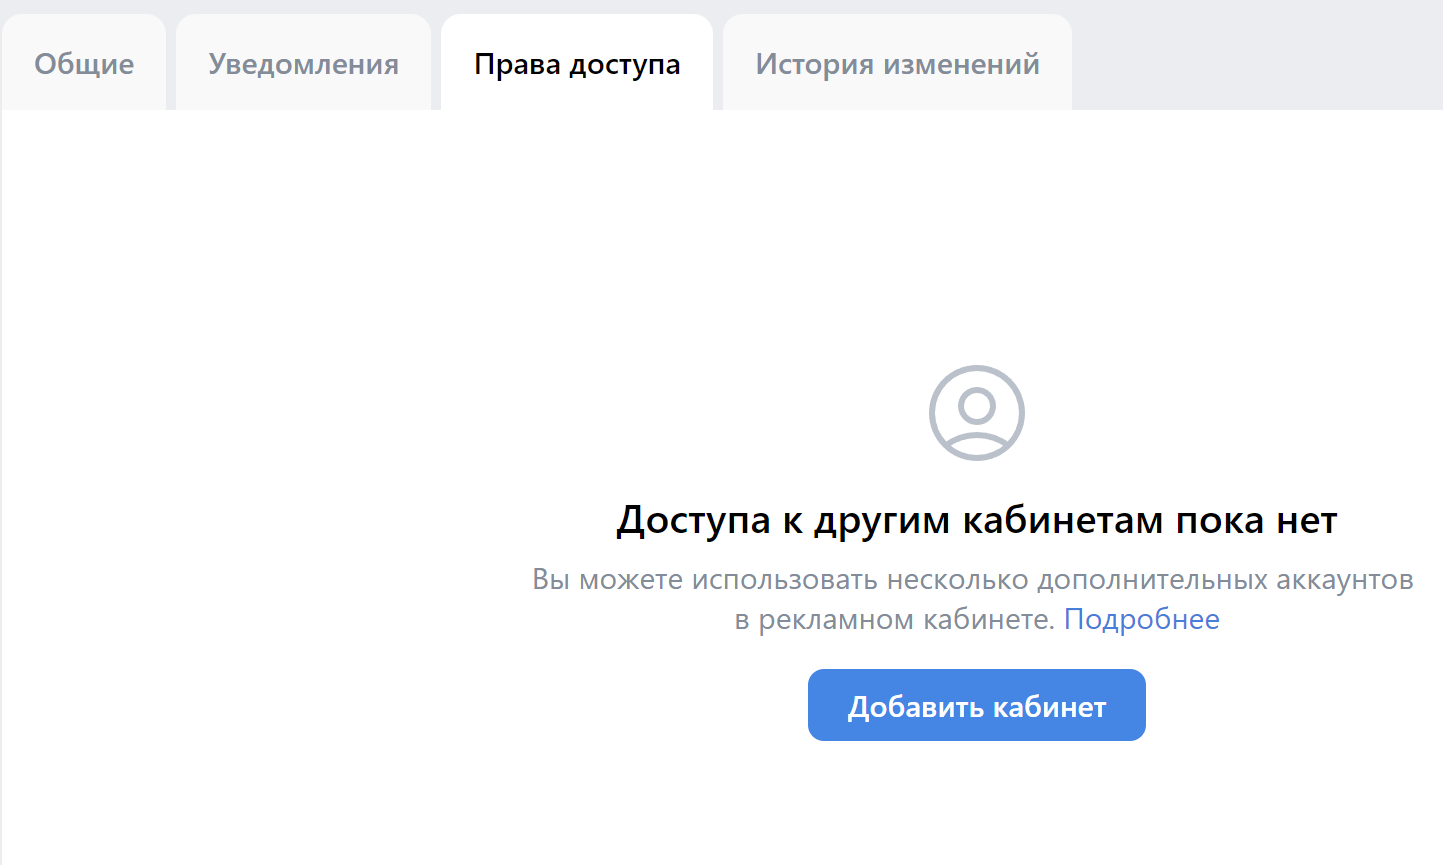 Общие
Уведомления
Права доступа
История изменений
Доступа к другим кабинетам пока нет
Вы можете использовать несколько дополнительных аккаунтов
в рекламном кабинете. Подробнее
Добавить кабинет